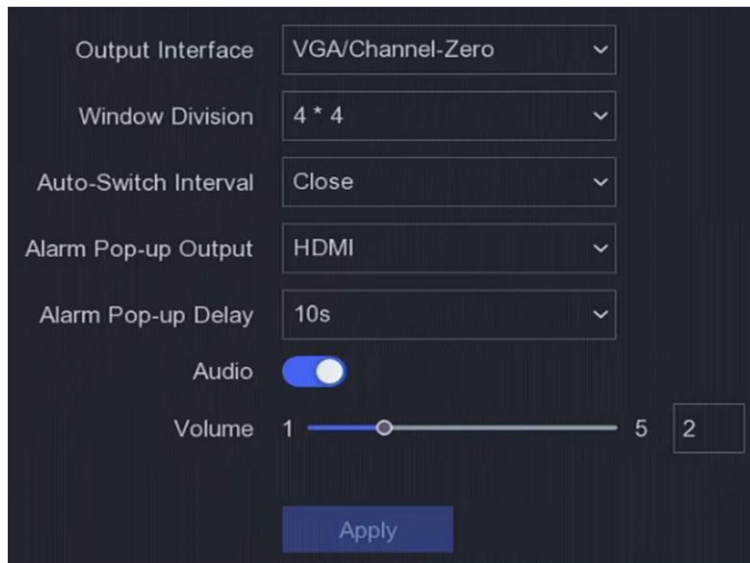 Output Interface VGA/Channel-Zero
Window Division 4 * 4
Auto-Switch Interval Close
Alarm Pop-up Output HDMI
Alarm Pop-up Delay 10s
Audio
Volume 1 5 2
Apply